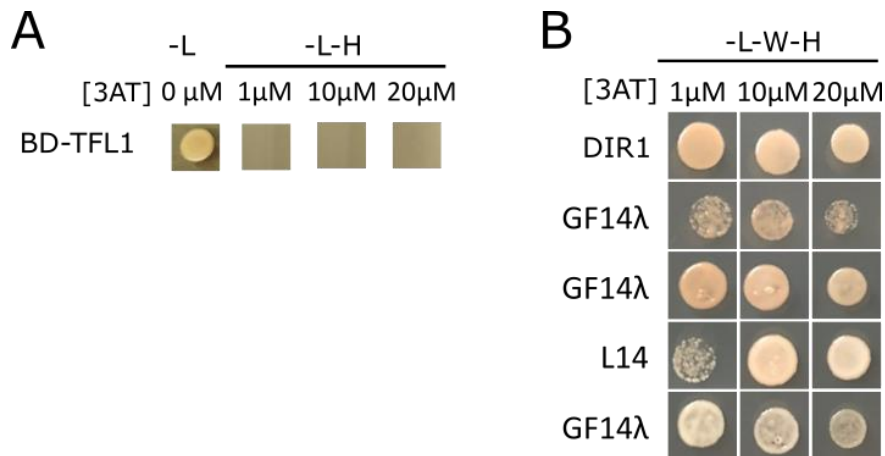 A
-L
-L-H
[3AT] 0 μM 1μM 10μM 20μM
BD-TFL1
B
-L-W-H
[3AT] 1μM 10μM 20μM
DIR1
GF14λ
GF14λ
L14
GF14λ